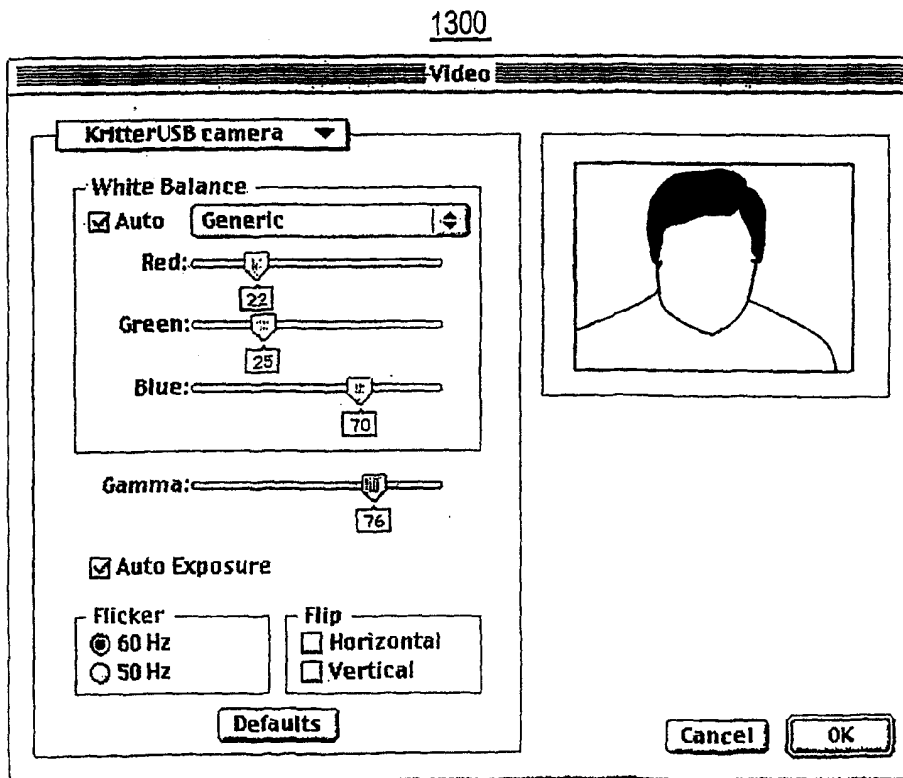 1300
Video
KritterUSB camera
White Balance
Auto Generic
Red:
22
Green:
25
Blue:
70
Gamma:
76
Auto Exposure
Flicker
60 Hz
50 Hz
Flip
Horizontal
Vertical
Defaults
Cancel
OK